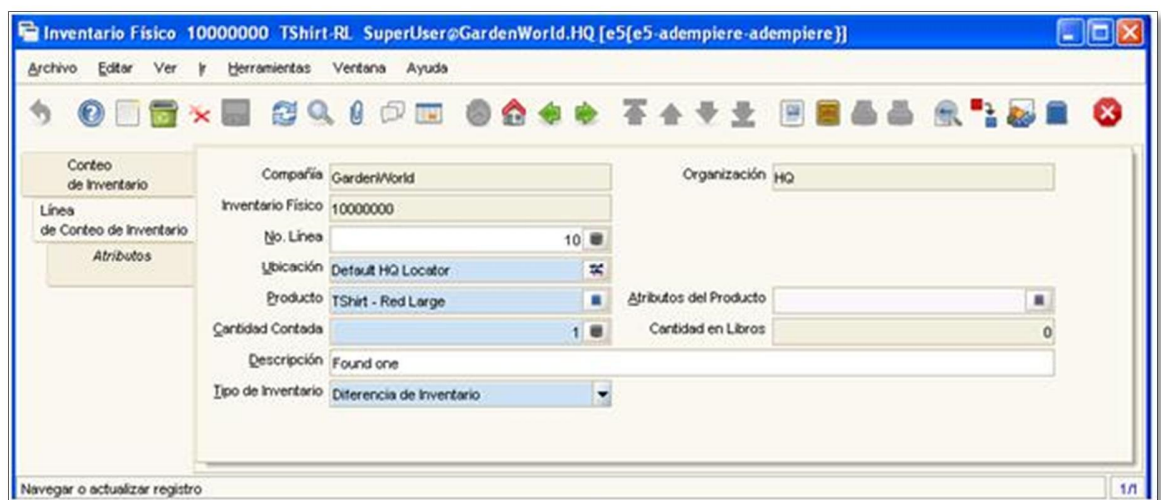 Inventario Físico 10000000 TShirt-RL SuperUser@GardenWorld.HQ [e5{e5-adempiere-adempiere}]
Archivo Editar Ver Ir Herramientas Ventana Ayuda
Conteo
de Inventario
Línea
de Conteo de Inventario
Atributos
Compañía GardenWorld Organización HQ
Inventario Físico 10000000
No. Línea 10
Ubicación Default HQ Locator
Producto TShirt - Red Large Atributos del Producto
Cantidad Contada 1 Cantidad en Libros 0
Descripción Found one
Tipo de Inventario Diferencia de Inventario
Navegar o actualizar registro 1/1